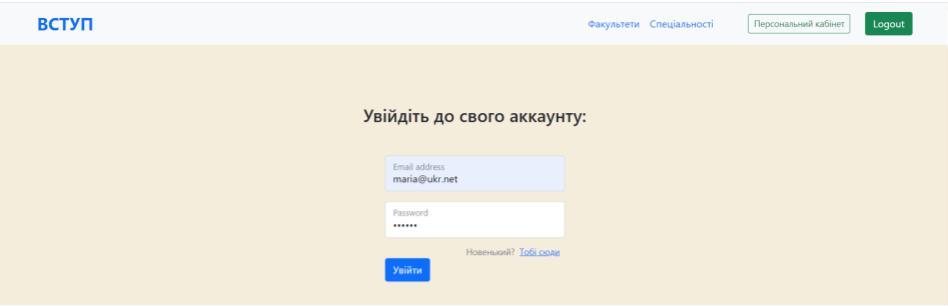 ВСТУП
Факультети Спеціальності Персональний кабінет Logout
Увійдіть до свого аккаунту:
Email address
maria@ukr.net
Password
••••••
Новенький? Тобі сюди
Увійти